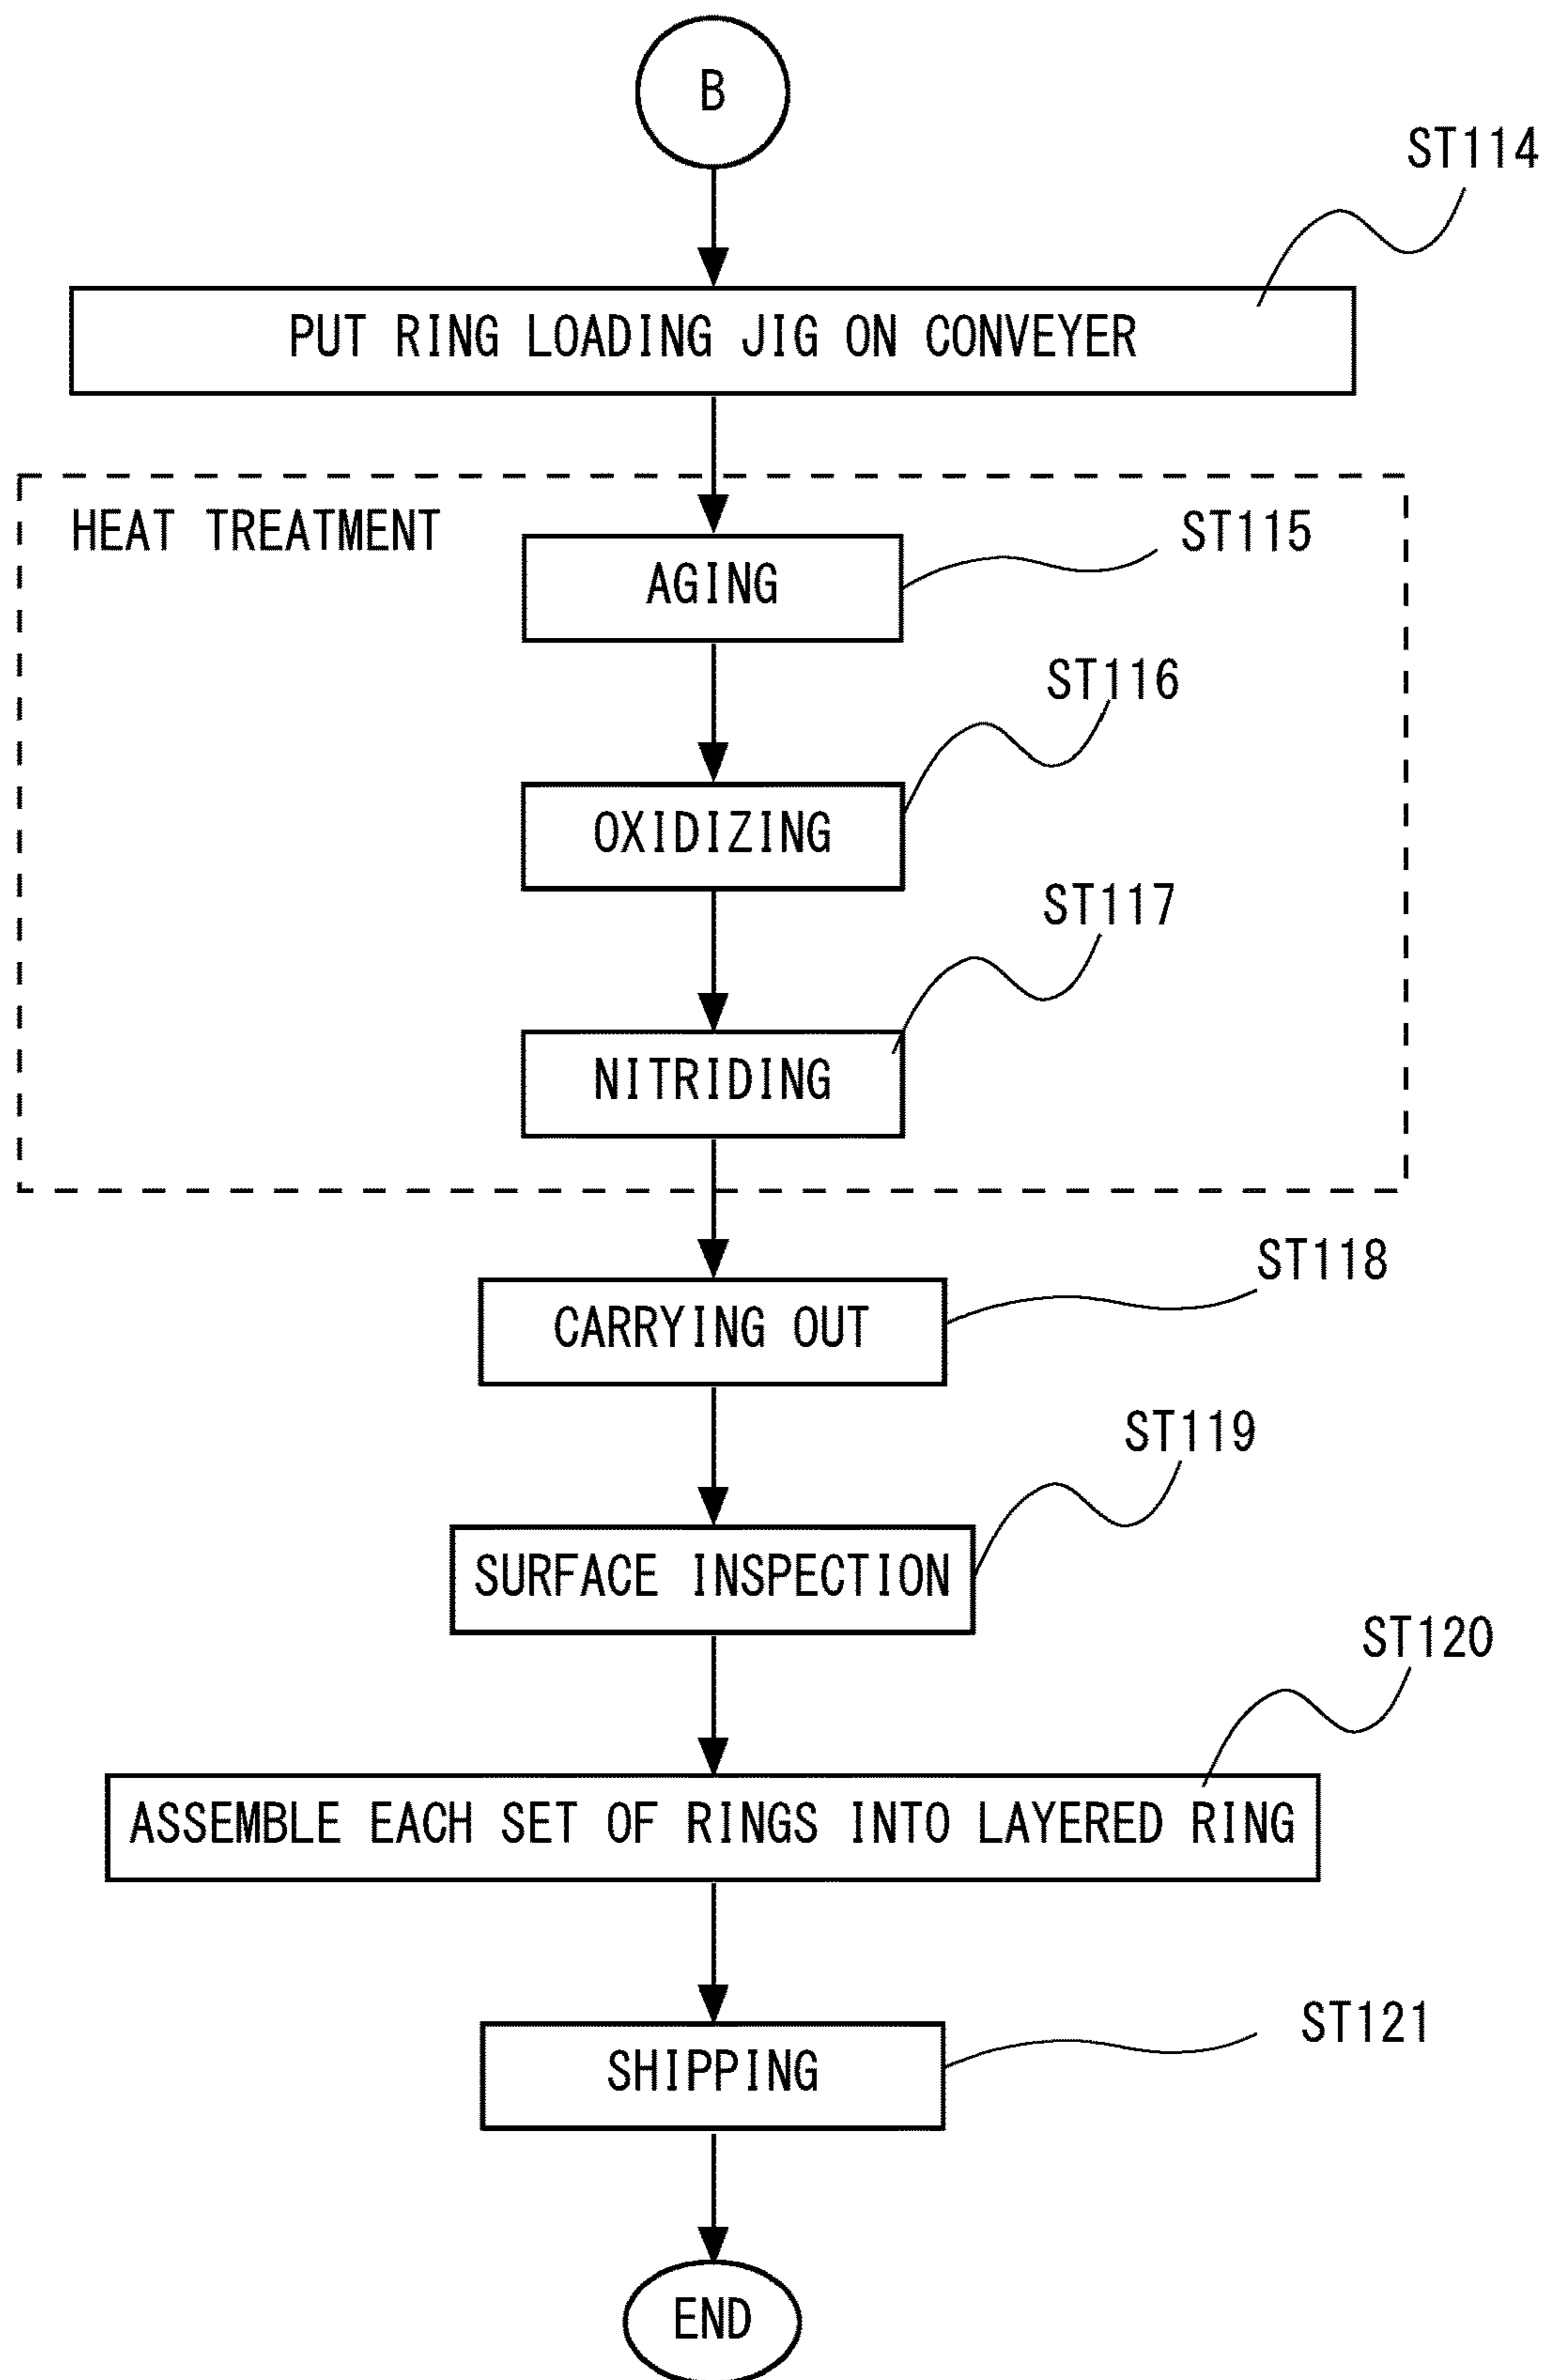 B
ST114
PUT RING LOADING JIG ON CONVEYER
HEAT TREATMENT
ST115
AGING
ST116
OXIDIZING
ST117
NITRIDING
ST118
CARRYING OUT
ST119
SURFACE INSPECTION
ST120
ASSEMBLE EACH SET OF RINGS INTO LAYERED RING
ST121
SHIPPING
END